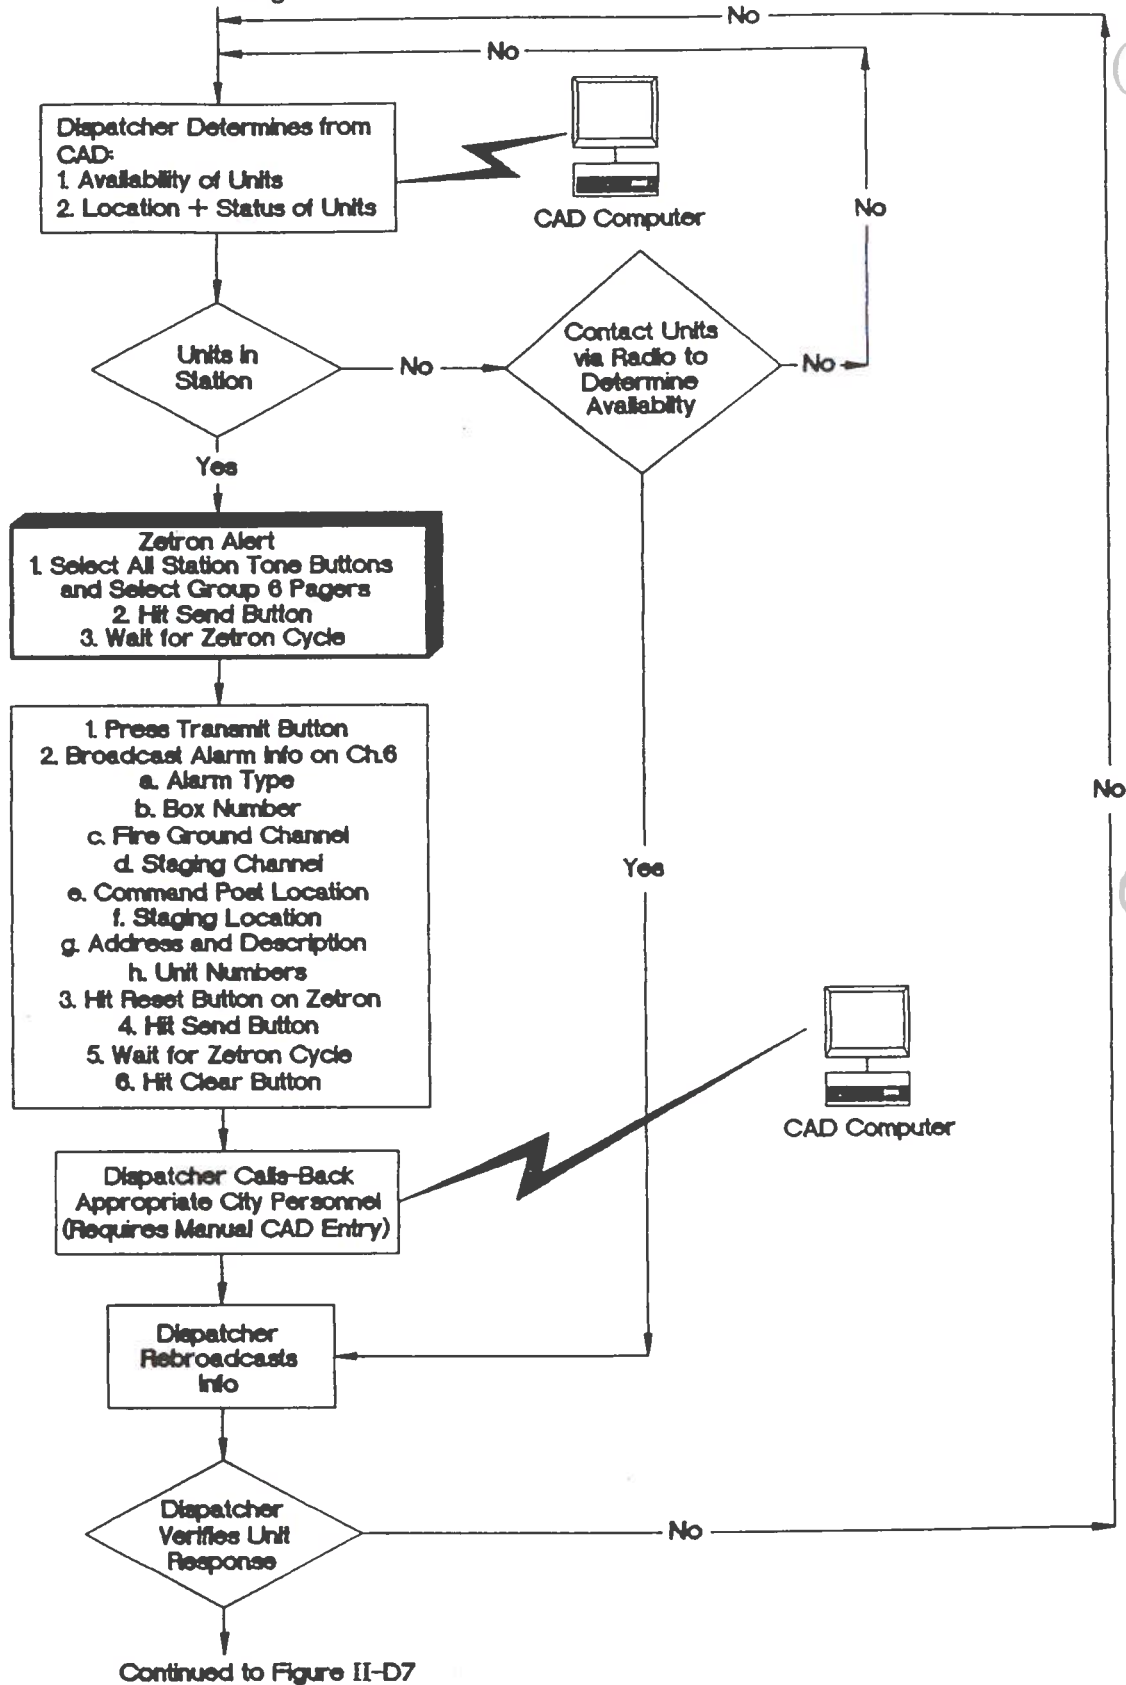 No
No
Dispatcher Determines from
CAD:
1. Availability of Units
2. Location + Status of Units
CAD Computer
No
Units in
Station
No
Contact Units
via Radio to
Determine
Availability
No
Yes
Zetron Alert
1. Select All Station Tone Buttons
and Select Group 6 Pagers
2. Hit Send Button
3. Wait for Zetron Cycle
1. Press Transmit Button
2. Broadcast Alarm Info on Ch.6
a. Alarm Type
b. Box Number
c. Fire Ground Channel
d. Staging Channel
e. Command Post Location
f. Staging Location
g. Address and Description
h. Unit Numbers
3. Hit Reset Button on Zetron
4. Hit Send Button
5. Wait for Zetron Cycle
6. Hit Clear Button
No
Yes
CAD Computer
Dispatcher Calls-Back
Appropriate City Personnel
(Requires Manual CAD Entry)
Dispatcher
Rebroadcasts
Info
Dispatcher
Verifies Unit
Response
No
Continued to Figure II-D7